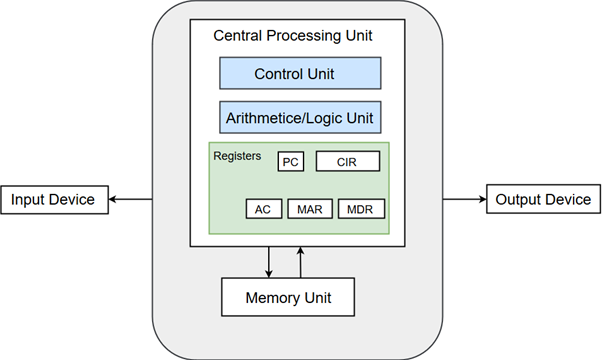 Central Processing Unit
Control Unit
Arithmetice/Logic Unit
Registers
PC CIR
AC MAR MDR
Input Device
Output Device
Memory Unit